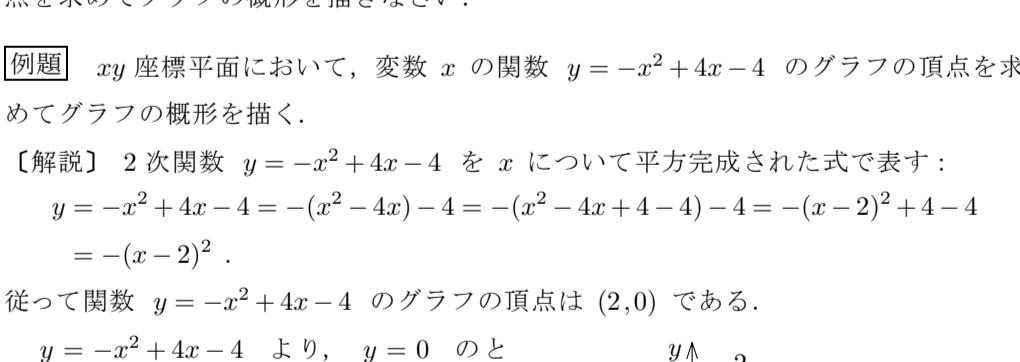 点を求めてグラフの概形を描きなさい.
例題 xy 座標平面において, 変数 x の関数 y = −x² + 4x − 4 のグラフの頂点を求
めてグラフの概形を描く.
〔解説〕 2 次関数 y = −x² + 4x − 4 を x について平方完成された式で表す :
y = −x² + 4x − 4 = −(x² − 4x) − 4 = −(x² − 4x + 4 − 4) − 4 = −(x − 2)² + 4 − 4
= −(x − 2)² .
従って関数 y = −x² + 4x − 4 のグラフの頂点は (2,0) である.
y = −x² + 4x − 4 より, y = 0 のと
y 2